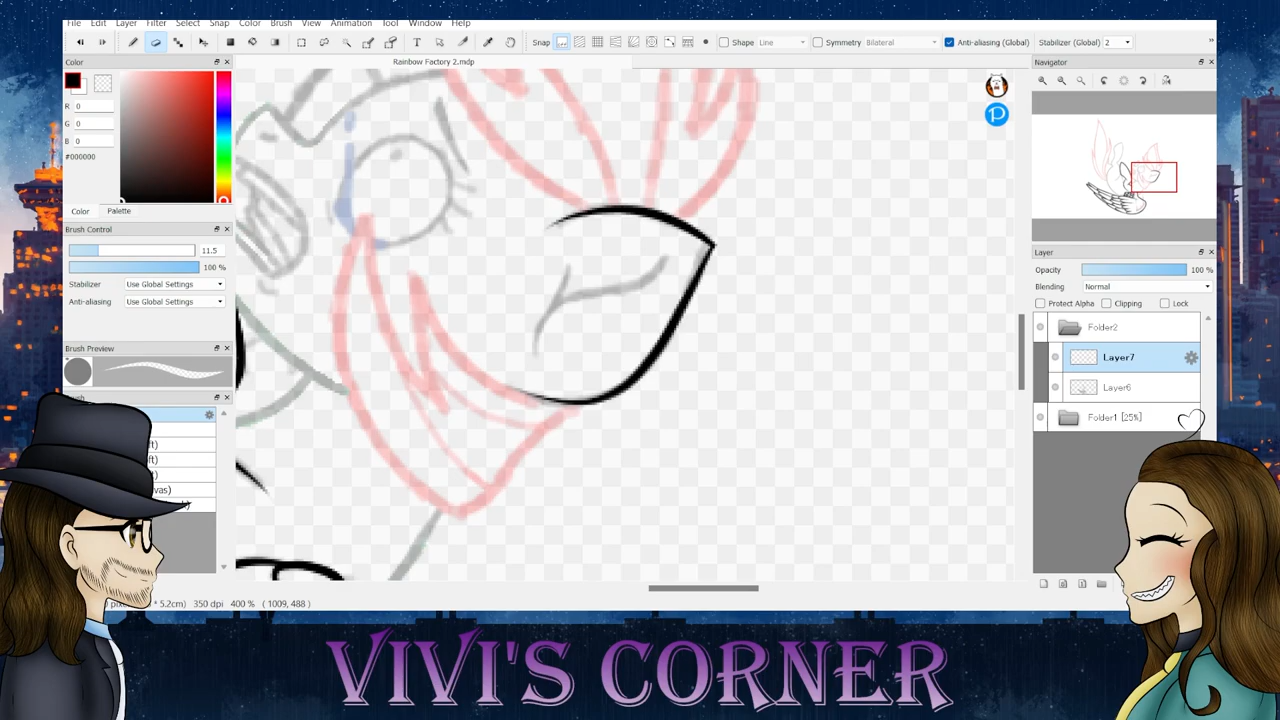 File Edit Layer Filter Select Snap Color Brush View Animation Tool Window Help
Snap Shape Line Symmetry Bilateral Anti-aliasing (Global) Stabilizer (Global) 2
Color
Rainbow Factory 2.mdp
Navigator
R 0
G 0
B 0
#000000
Color Palette
Brush Control
11.5
100 %
Stabilizer Use Global Settings
Anti-aliasing Use Global Settings
Brush Preview
Layer
Opacity 100 %
Blending Normal
Protect Alpha Clipping Lock
Folder2
Layer7
Layer6
Folder1 [25%]
* 5.2cm) 350 dpi 400 % ( 1009, 488 )
VIVI'S CORNER